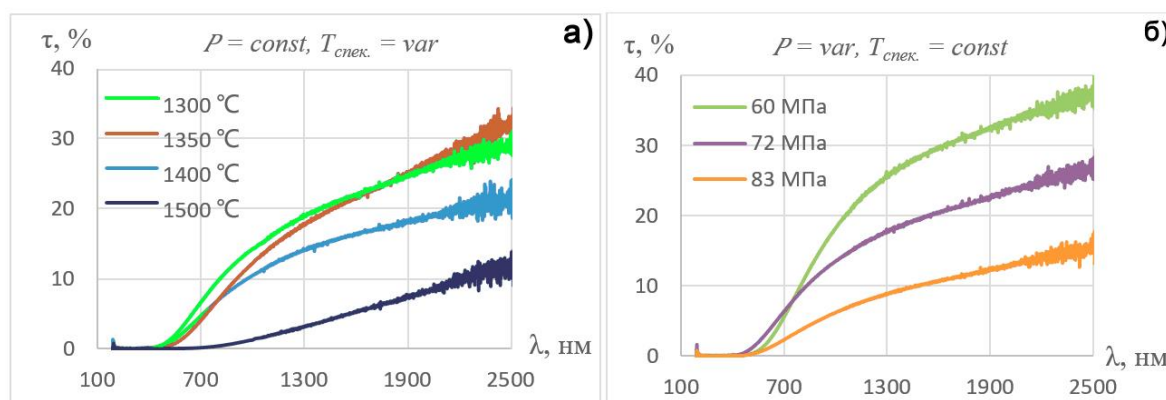 а)
τ, %
P = const, Tспек. = var
40
30
20
10
0
1300 ℃
1350 ℃
1400 ℃
1500 ℃
λ, нм
100 700 1300 1900 2500
б)
τ, %
P = var, Tспек. = const
40
30
20
10
0
60 МПа
72 МПа
83 МПа
λ, нм
100 700 1300 1900 2500